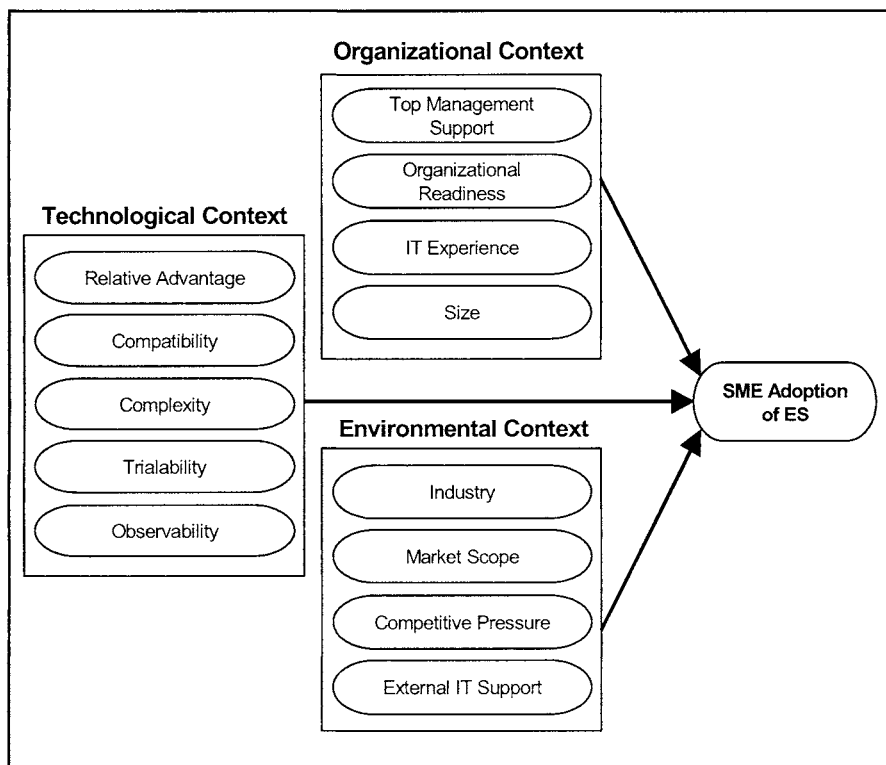 Organizational Context
Top Management
Support
Organizational
Readiness
IT Experience
Size
Technological Context
Relative Advantage
Compatibility
Complexity
Trialability
Observability
Environmental Context
Industry
Market Scope
Competitive Pressure
External IT Support
SME Adoption
of ES